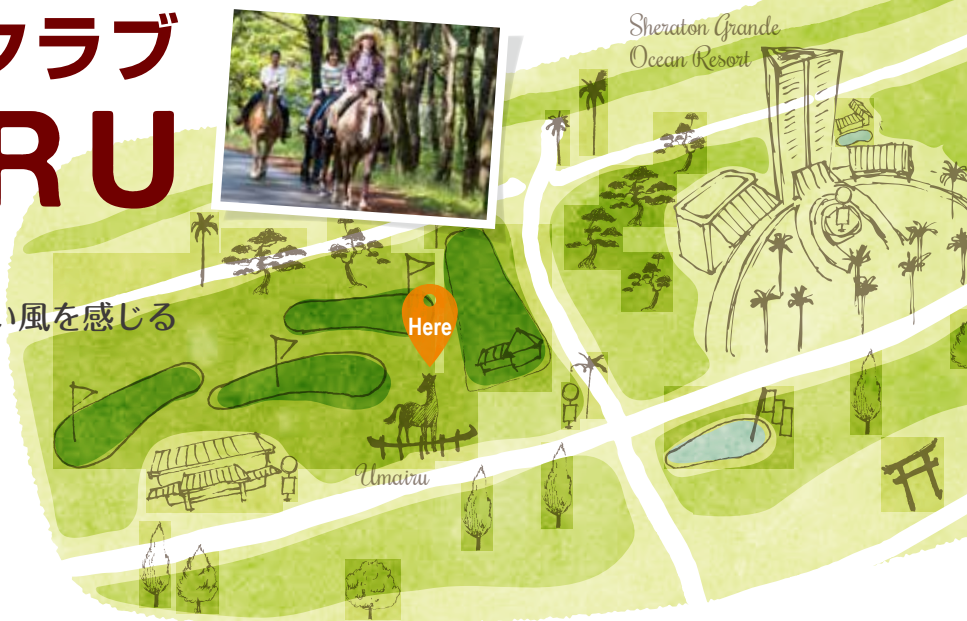 クラブ
RU
い風を感じる
Sheraton Grande
Ocean Resort
Here
Umairu